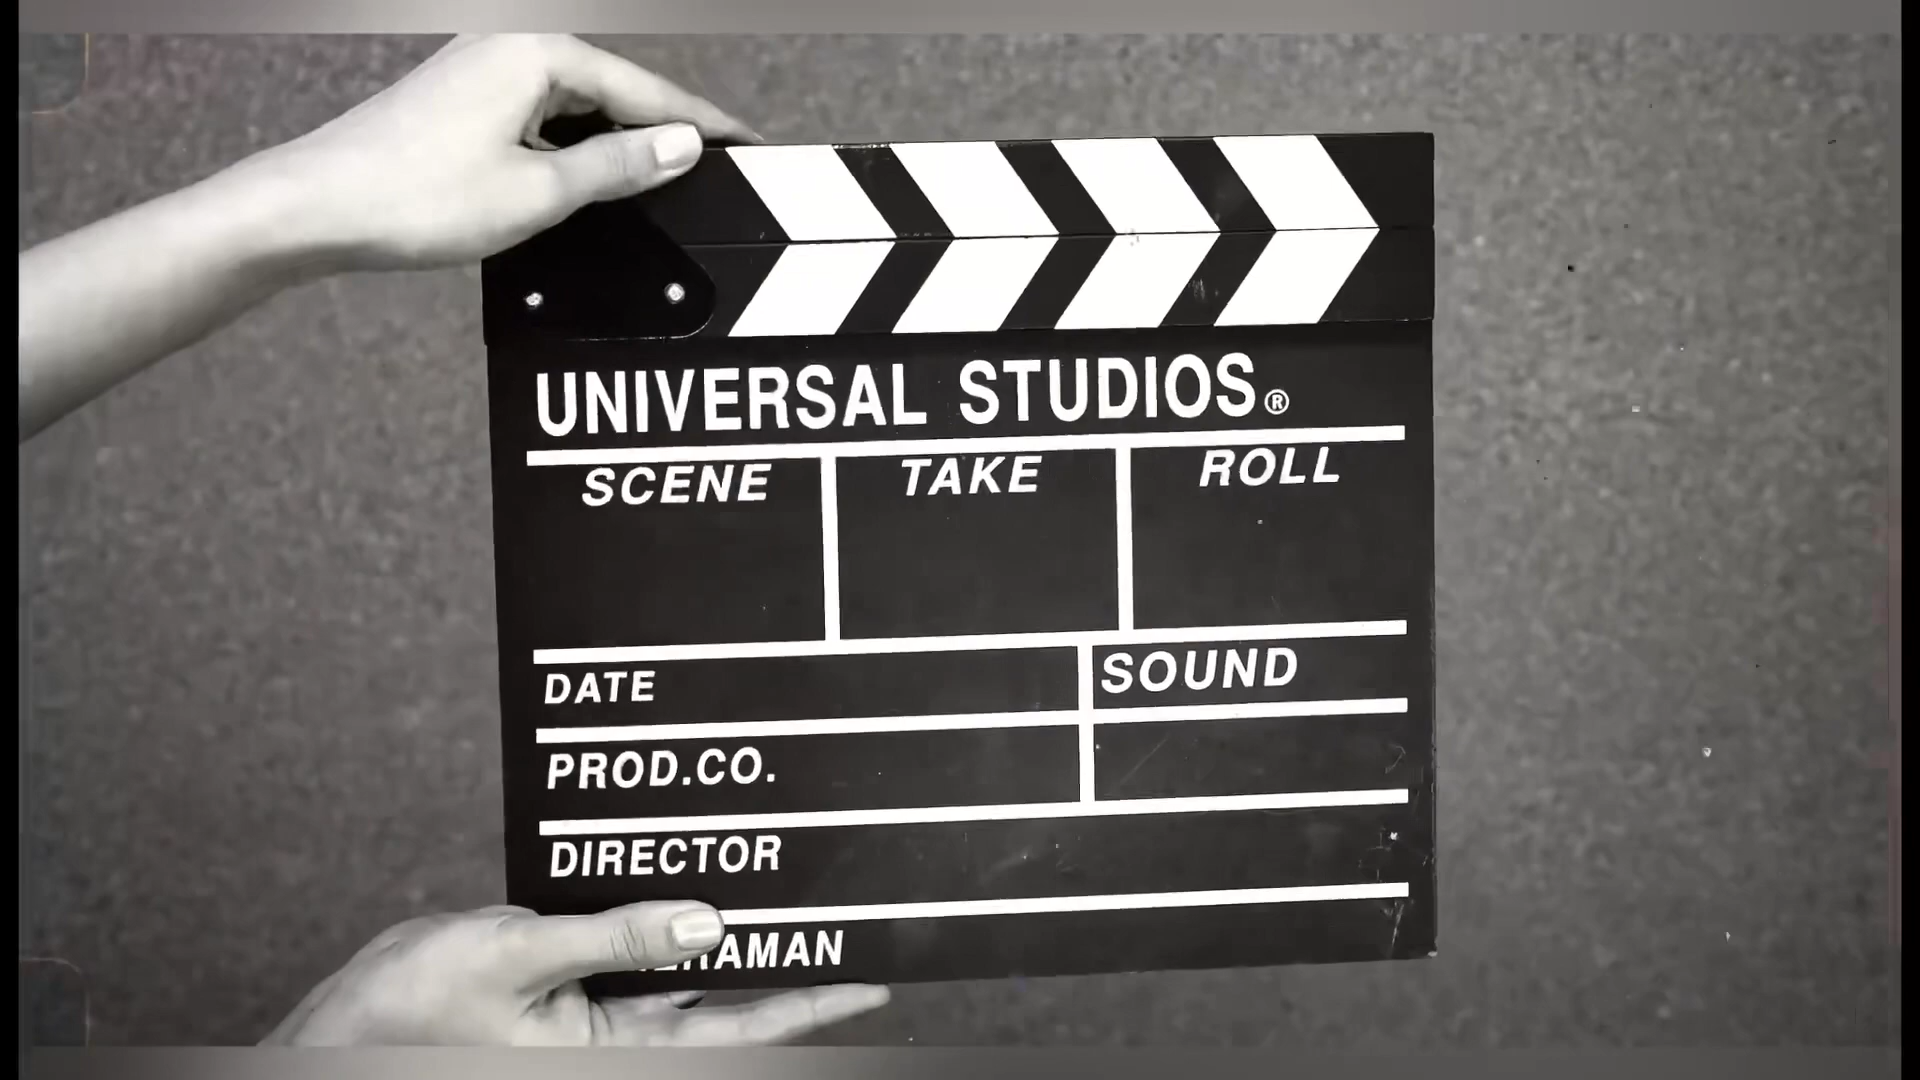 UNIVERSAL STUDIOS®
SCENE TAKE ROLL
DATE SOUND
PROD.CO.
DIRECTOR